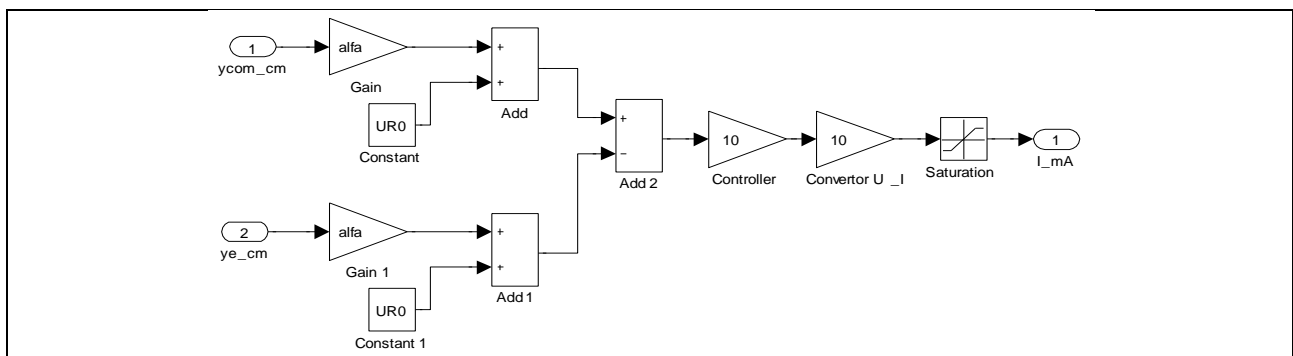 1
ycom_cm
alfa
Gain
UR0
Constant
+
+
Add
+
−
Add 2
10
Controller
10
Convertor U _I
Saturation
1
I_mA
2
ye_cm
alfa
Gain 1
UR0
Constant 1
+
+
Add 1